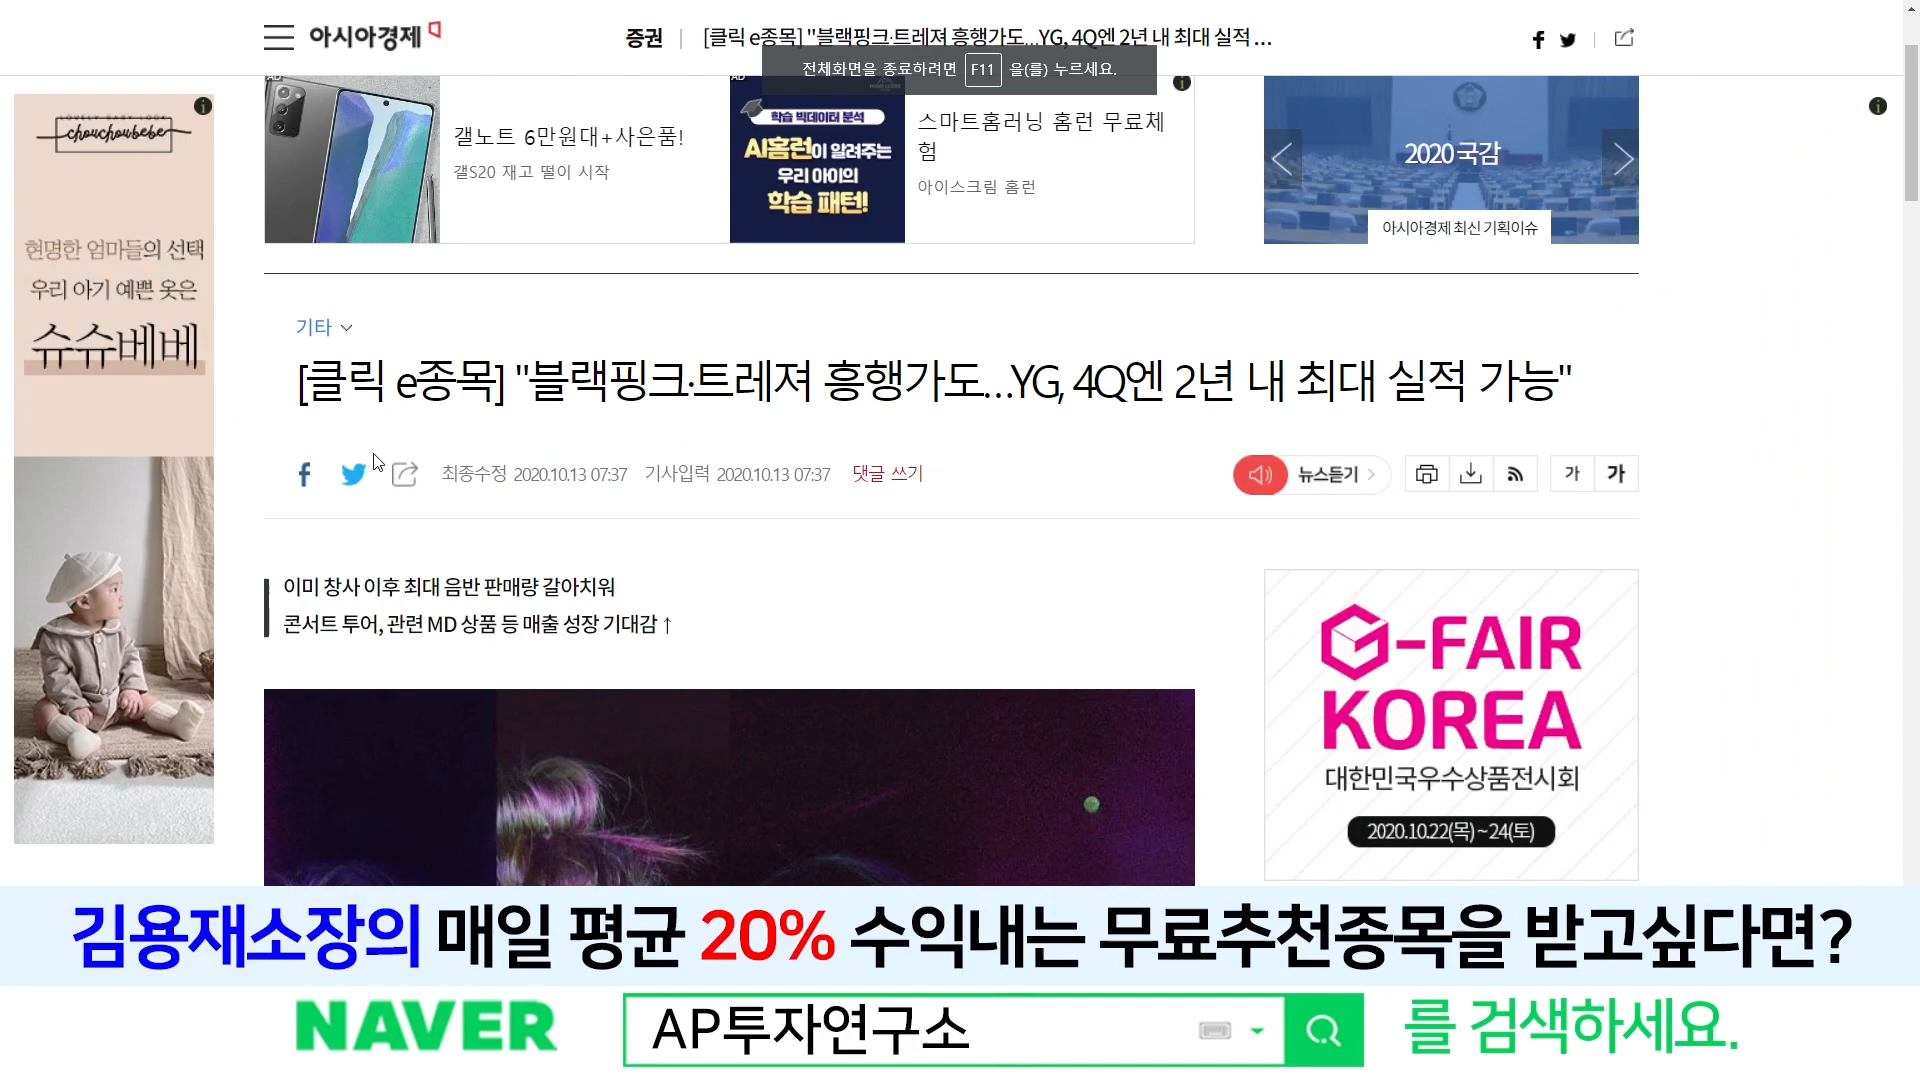 아시아경제
증권 | [클릭 e종목] "블랙핑크·트레져 흥행가도…YG, 4Q엔 2년 내 최대 실적 ...
전체화면을 종료하려면 F11 을(를) 누르세요.
chouchoubebe
현명한 엄마들의 선택
우리 아기 예쁜 옷은
슈슈베베
AD
갤노트 6만원대+사은품!
갤S20 재고 떨이 시작
AD
학습 빅데이터 분석
AI홈런이 알려주는
우리 아이의
학습 패턴!
스마트홈러닝 홈런 무료체
험
아이스크림 홈런
2020 국감
아시아경제 최신 기획이슈
기타
[클릭 e종목] "블랙핑크·트레져 흥행가도…YG, 4Q엔 2년 내 최대 실적 가능"
최종수정 2020.10.13 07:37 기사입력 2020.10.13 07:37 댓글 쓰기
뉴스듣기
가 가
이미 창사 이후 최대 음반 판매량 갈아치워
콘서트 투어, 관련 MD 상품 등 매출 성장 기대감 ↑
G-FAIR
KOREA
대한민국우수상품전시회
2020.10.22(목)~24(토)
김용재소장의 매일 평균 20% 수익내는 무료추천종목을 받고싶다면?
NAVER AP투자연구소 를 검색하세요.